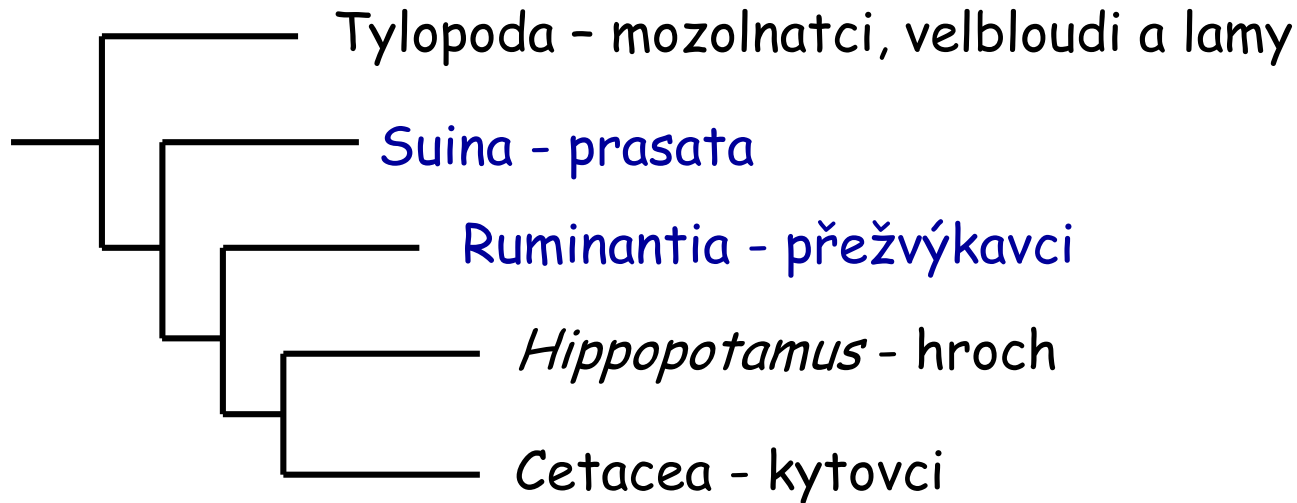 Tylopoda – mozolnatci, velbloudi a lamy
Suina - prasata
Ruminantia - přežvýkavci
Hippopotamus - hroch
Cetacea - kytovci